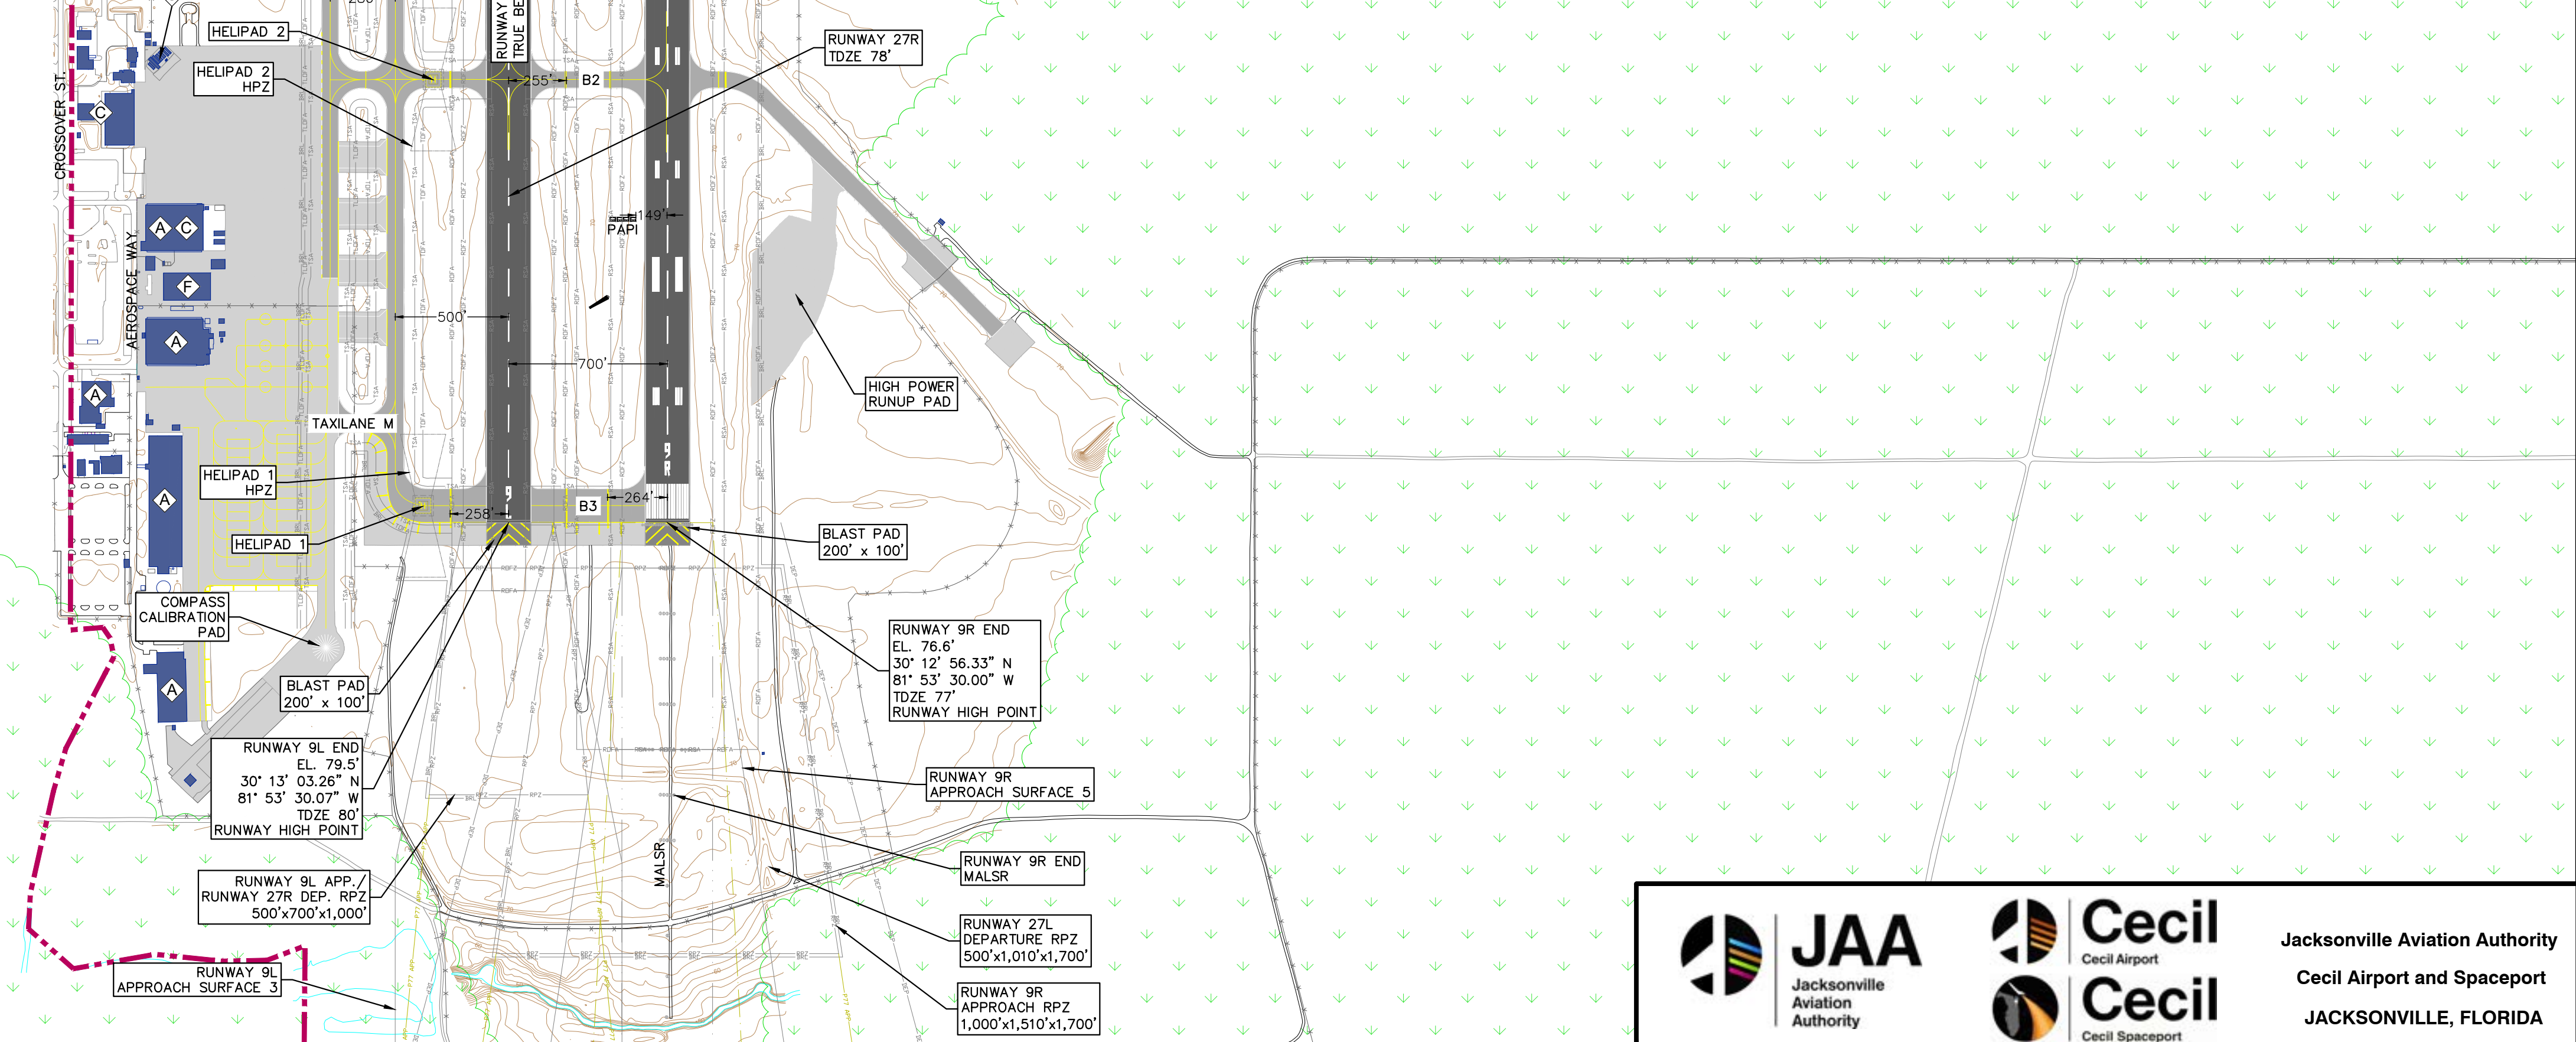 HELIPAD 2
HELIPAD 2
HPZ
RUNWAY
TRUE BE
RUNWAY 27R
TDZE 78'
255'
B2
CROSSOVER ST.
C
A
C
F
A
A
A
A
AEROSPACE WAY
149'
PAPI
500'
700'
HIGH POWER
RUNUP PAD
TAXILANE M
HELIPAD 1
HPZ
9
9R
264'
258'
B3
HELIPAD 1
BLAST PAD
200' x 100'
COMPASS
CALIBRATION
PAD
BLAST PAD
200' x 100'
RUNWAY 9R END
EL. 76.6'
30° 12' 56.33" N
81° 53' 30.00" W
TDZE 77'
RUNWAY HIGH POINT
RUNWAY 9L END
EL. 79.5'
30° 13' 03.26" N
81° 53' 30.07" W
TDZE 80'
RUNWAY HIGH POINT
RUNWAY 9R
APPROACH SURFACE 5
MALSR
RUNWAY 9R END
MALSR
RUNWAY 9L APP./
RUNWAY 27R DEP. RPZ
500'x700'x1,000'
RUNWAY 27L
DEPARTURE RPZ
500'x1,010'x1,700'
RUNWAY 9L
APPROACH SURFACE 3
RUNWAY 9R
APPROACH RPZ
1,000'x1,510'x1,700'
JAA
Jacksonville
Aviation
Authority
Cecil
Cecil Airport
Cecil
Cecil Spaceport
Jacksonville Aviation Authority
Cecil Airport and Spaceport
JACKSONVILLE, FLORIDA